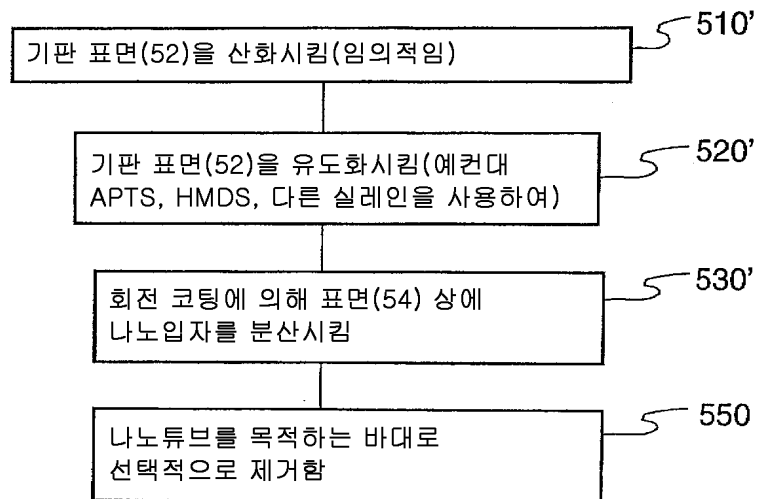 기판 표면(52)을 산화시킴(임의적임)
510'
기판 표면(52)을 유도화시킴(예컨대
APTS, HMDS, 다른 실레인을 사용하여)
520'
회전 코팅에 의해 표면(54) 상에
나노입자를 분산시킴
530'
나노튜브를 목적하는 바대로
선택적으로 제거함
550